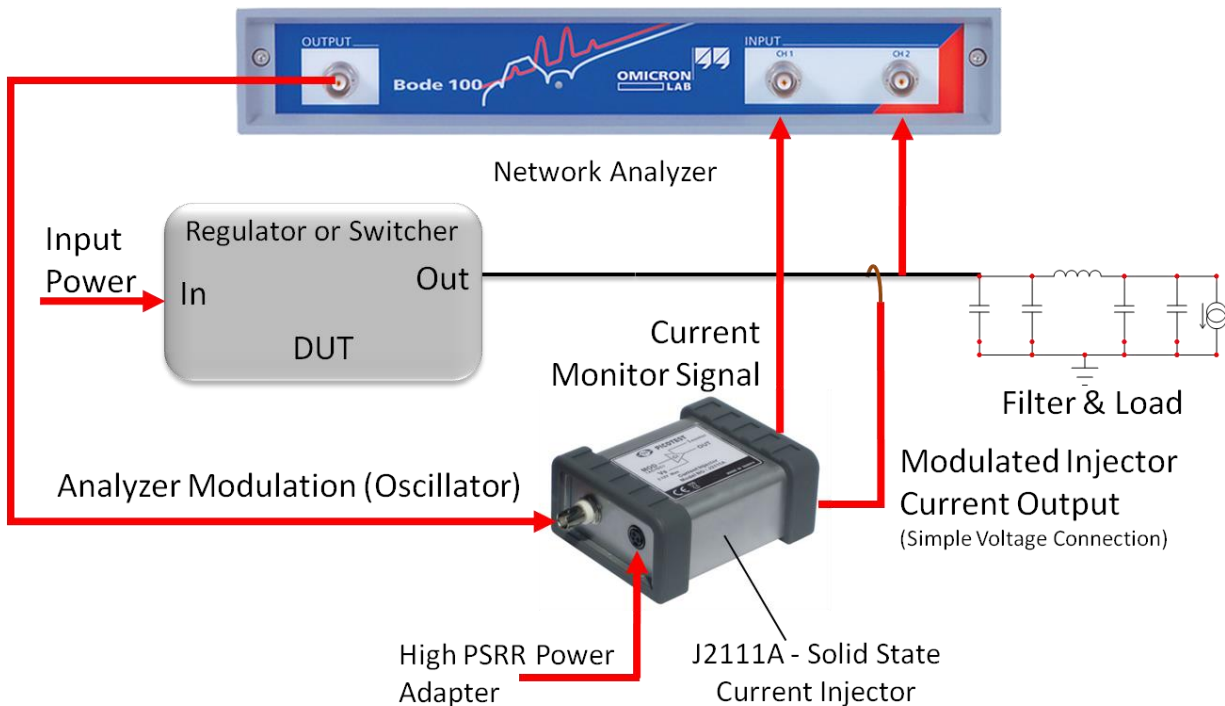 OUTPUT
INPUT
CH 1
CH 2
Bode 100
OMICRON
LAB
Network Analyzer
Input
Power
Regulator or Switcher
In
Out
DUT
Current
Monitor Signal
Filter & Load
PICOTEST
MOD
OUT
Analyzer Modulation (Oscillator)
Modulated Injector
Current Output
(Simple Voltage Connection)
High PSRR Power
Adapter
J2111A - Solid State
Current Injector